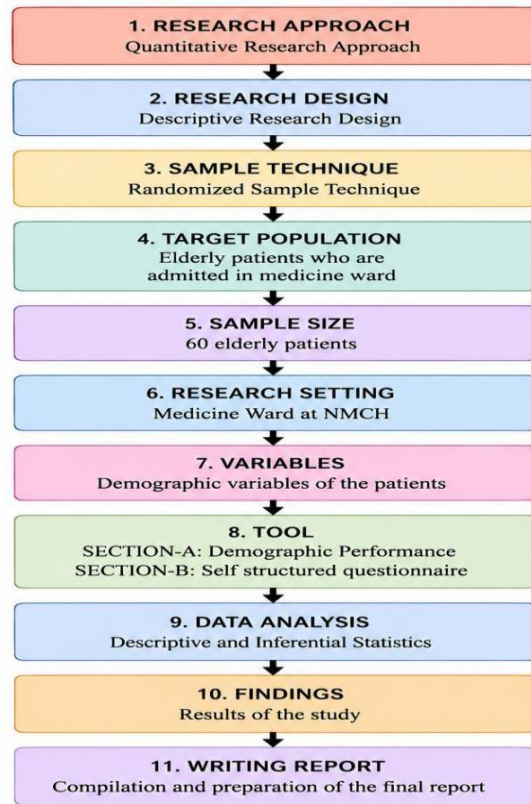 1. RESEARCH APPROACH
Quantitative Research Approach
2. RESEARCH DESIGN
Descriptive Research Design
3. SAMPLE TECHNIQUE
Randomized Sample Technique
4. TARGET POPULATION
Elderly patients who are
admitted in medicine ward
5. SAMPLE SIZE
60 elderly patients
6. RESEARCH SETTING
Medicine Ward at NMCH
7. VARIABLES
Demographic variables of the patients
8. TOOL
SECTION-A: Demographic Performance
SECTION-B: Self structured questionnaire
9. DATA ANALYSIS
Descriptive and Inferential Statistics
10. FINDINGS
Results of the study
11. WRITING REPORT
Compilation and preparation of the final report